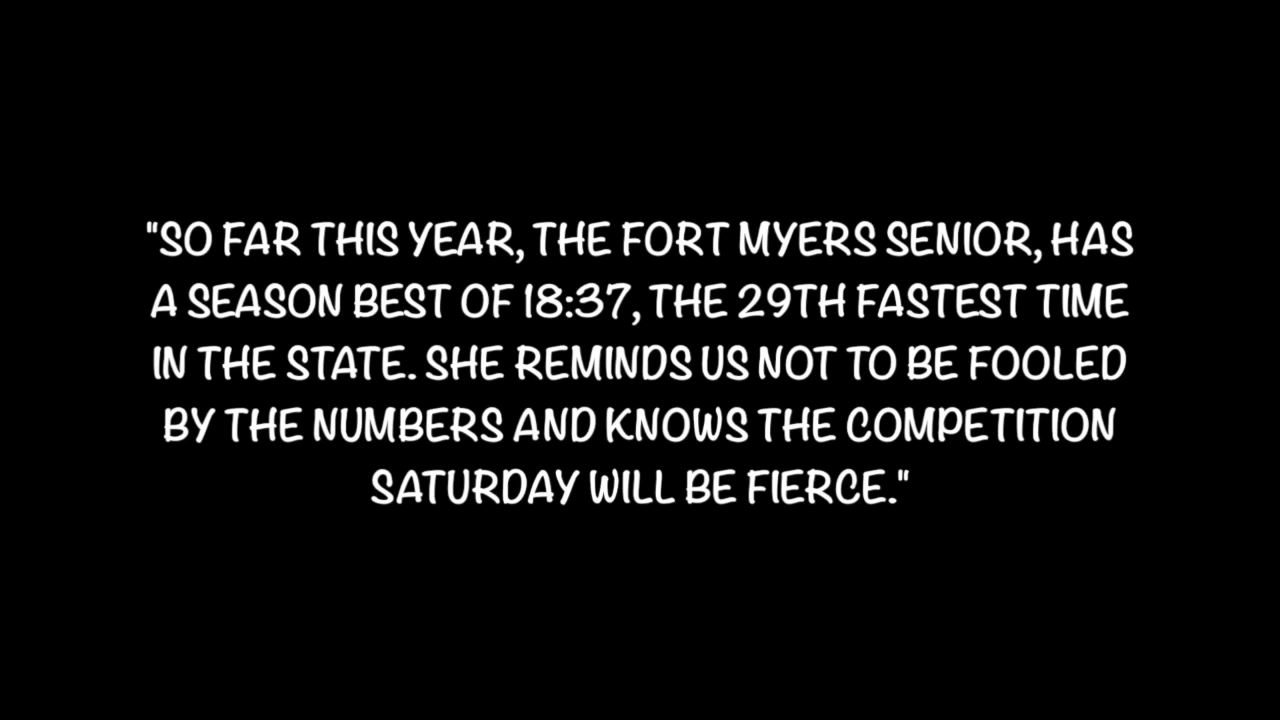 "SO FAR THIS YEAR, THE FORT MYERS SENIOR, HAS
A SEASON BEST OF 18:37, THE 29TH FASTEST TIME
IN THE STATE. SHE REMINDS US NOT TO BE FOOLED
BY THE NUMBERS AND KNOWS THE COMPETITION
SATURDAY WILL BE FIERCE."